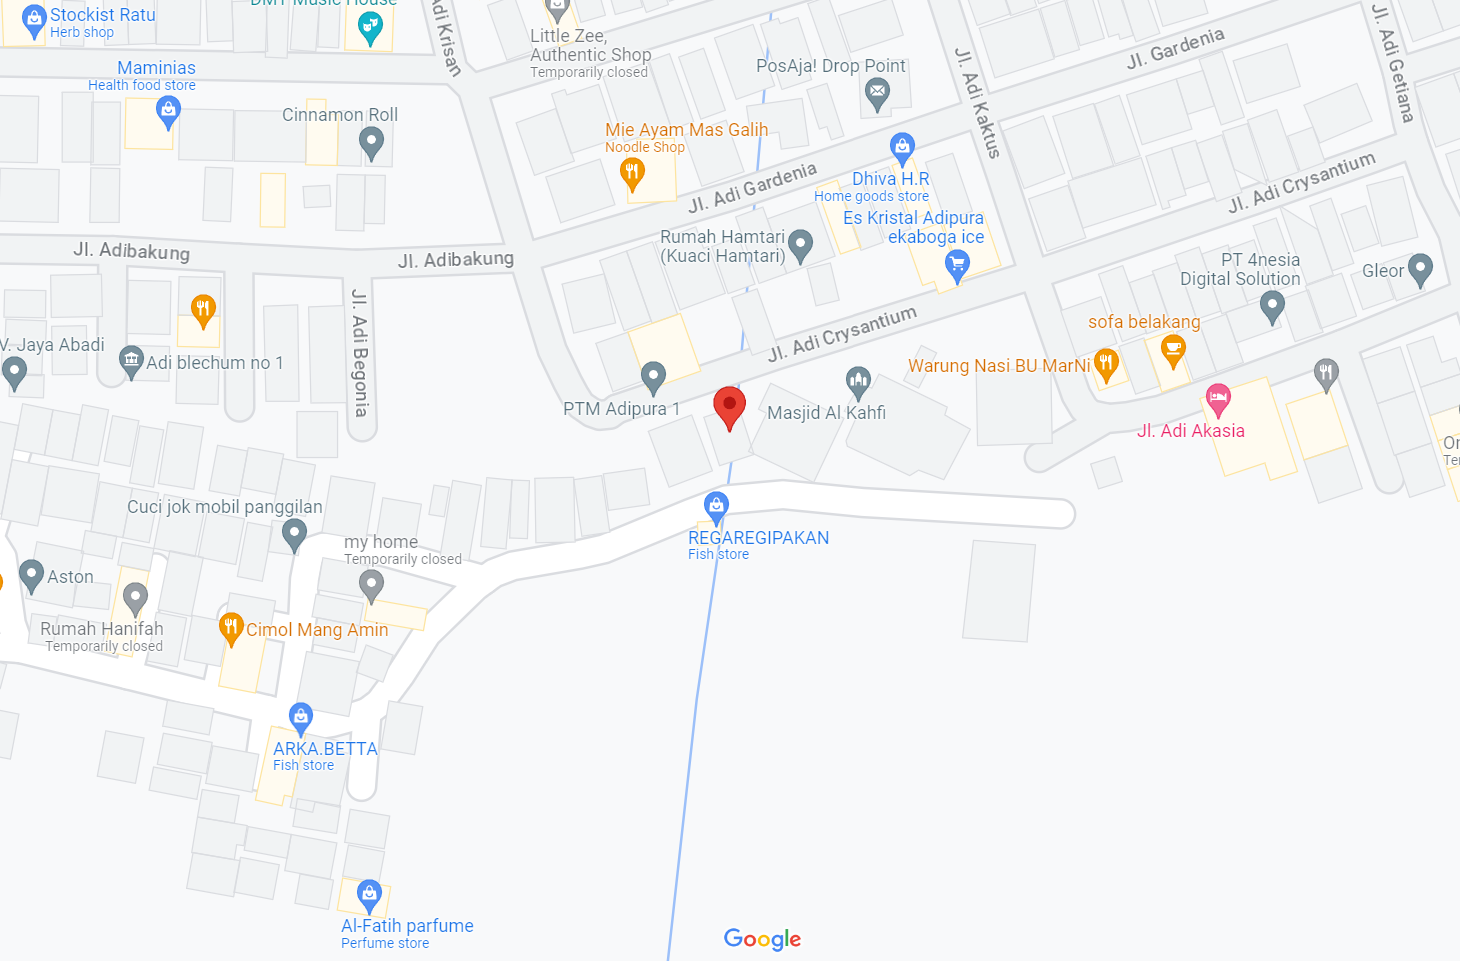 DMT Music House
Stockist Ratu
Herb shop
Adi Krisan
Little Zee,
Authentic Shop
Temporarily closed
Jl. Gardenia
Jl. Adi Getiana
Jl. Adi Kaktus
PosAja! Drop Point
Maminias
Health food store
Cinnamon Roll
Mie Ayam Mas Galih
Noodle Shop
Jl. Adi Gardenia
Dhiva H.R
Home goods store
Jl. Adi Crysantium
Es Kristal Adipura
ekaboga ice
Rumah Hamtari
(Kuaci Hamtari)
Jl. Adibakung
Jl. Adibakung
PT 4nesia
Digital Solution
Gleor
Jl. Adi Begonia
Jl. Adi Crysantium
sofa belakang
V. Jaya Abadi
Adi blechum no 1
Warung Nasi BU MarNi
PTM Adipura 1
Masjid Al Kahfi
Jl. Adi Akasia
Cuci jok mobil panggilan
my home
Temporarily closed
REGAREGIPAKAN
Fish store
Aston
Rumah Hanifah
Temporarily closed
Cimol Mang Amin
ARKA.BETTA
Fish store
Al-Fatih parfume
Perfume store
Google